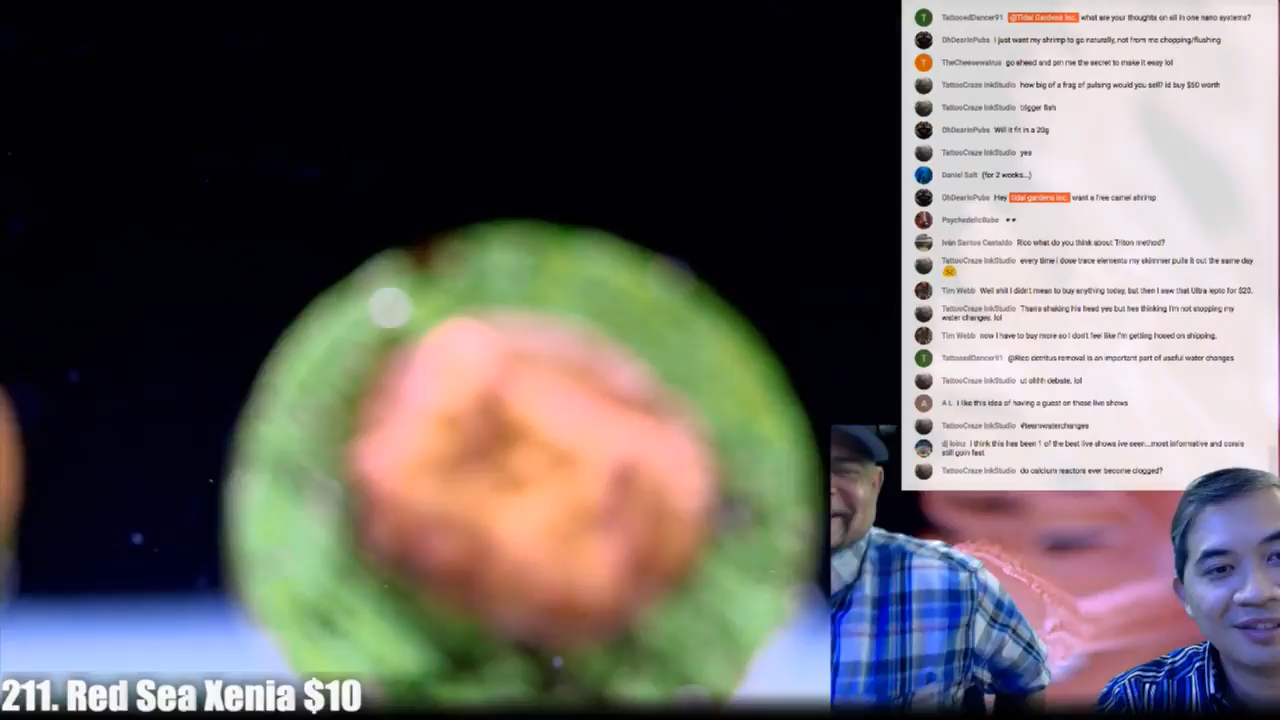 T TattooedDancer91 @Tidal Gardens Inc. what are your thoughts on all in one nano systems?
OhDearInPubs I just want my shrimp to go naturally, not from me chopping/flushing
T TheCheesewalrus go ahead and pm me the secret to make it easy lol
TattooCraze InkStudio how big of a frag of pulsing would you sell? id buy $50 worth
TattooCraze InkStudio trigger fish
OhDearInPubs Will it fit in a 20g
TattooCraze InkStudio yes
Daniel Salt (for 2 weeks...)
OhDearInPubs Hey tidal gardens inc. want a free camel shrimp
PsychedelicBabe
Iván Santos Castaldo Rico what do you think about Triton method?
TattooCraze InkStudio every time i dose trace elements my skimmer pulls it out the same day
Tim Webb Well shit I didn't mean to buy anything today, but then I saw that Ultra lepto for $20.
TattooCraze InkStudio Thans shaking his head yes but hes thinking I'm not stopping my
water changes. lol
Tim Webb now I have to buy more so I don't feel like I'm getting hosed on shipping.
T TattooedDancer91 @Rico detritus removal is an important part of useful water changes
TattooCraze InkStudio ut ohhh debate. lol
A A L i like this idea of having a guest on those live shows
TattooCraze InkStudio #teamwaterchanges
dj loinz i think this has been 1 of the best live shows ive seen...most informative and corals
still goin fast
TattooCraze InkStudio do calcium reactors ever become clogged?
211. Red Sea Xenia $10